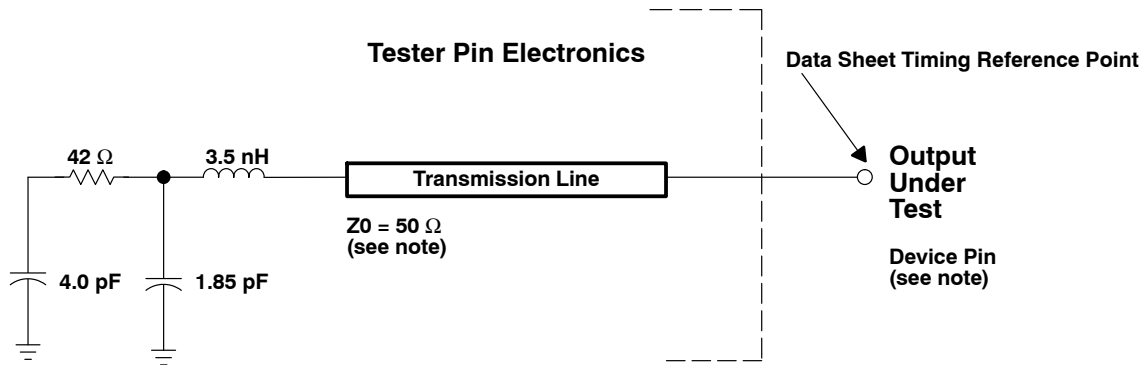 Tester Pin Electronics
Data Sheet Timing Reference Point
42 Ω
3.5 nH
Transmission Line
Output
Under
Test
Z0 = 50 Ω
(see note)
Device Pin
(see note)
4.0 pF
1.85 pF